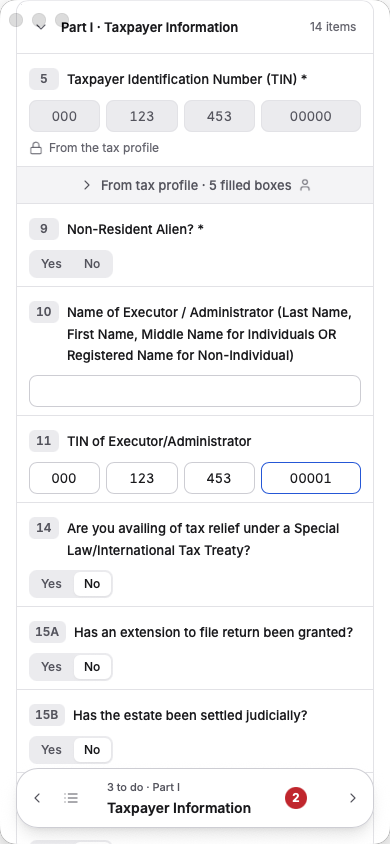 Part I · Taxpayer Information 14 items
5 Taxpayer Identification Number (TIN) *
000 123 453 00000
From the tax profile
From tax profile · 5 filled boxes
9 Non-Resident Alien? *
Yes No
10 Name of Executor / Administrator (Last Name,
First Name, Middle Name for Individuals OR
Registered Name for Non-Individual)
11 TIN of Executor/Administrator
000 123 453 00001
14 Are you availing of tax relief under a Special
Law/International Tax Treaty?
Yes No
15A Has an extension to file return been granted?
Yes No
15B Has the estate been settled judicially?
Yes No
3 to do · Part I
Taxpayer Information 2